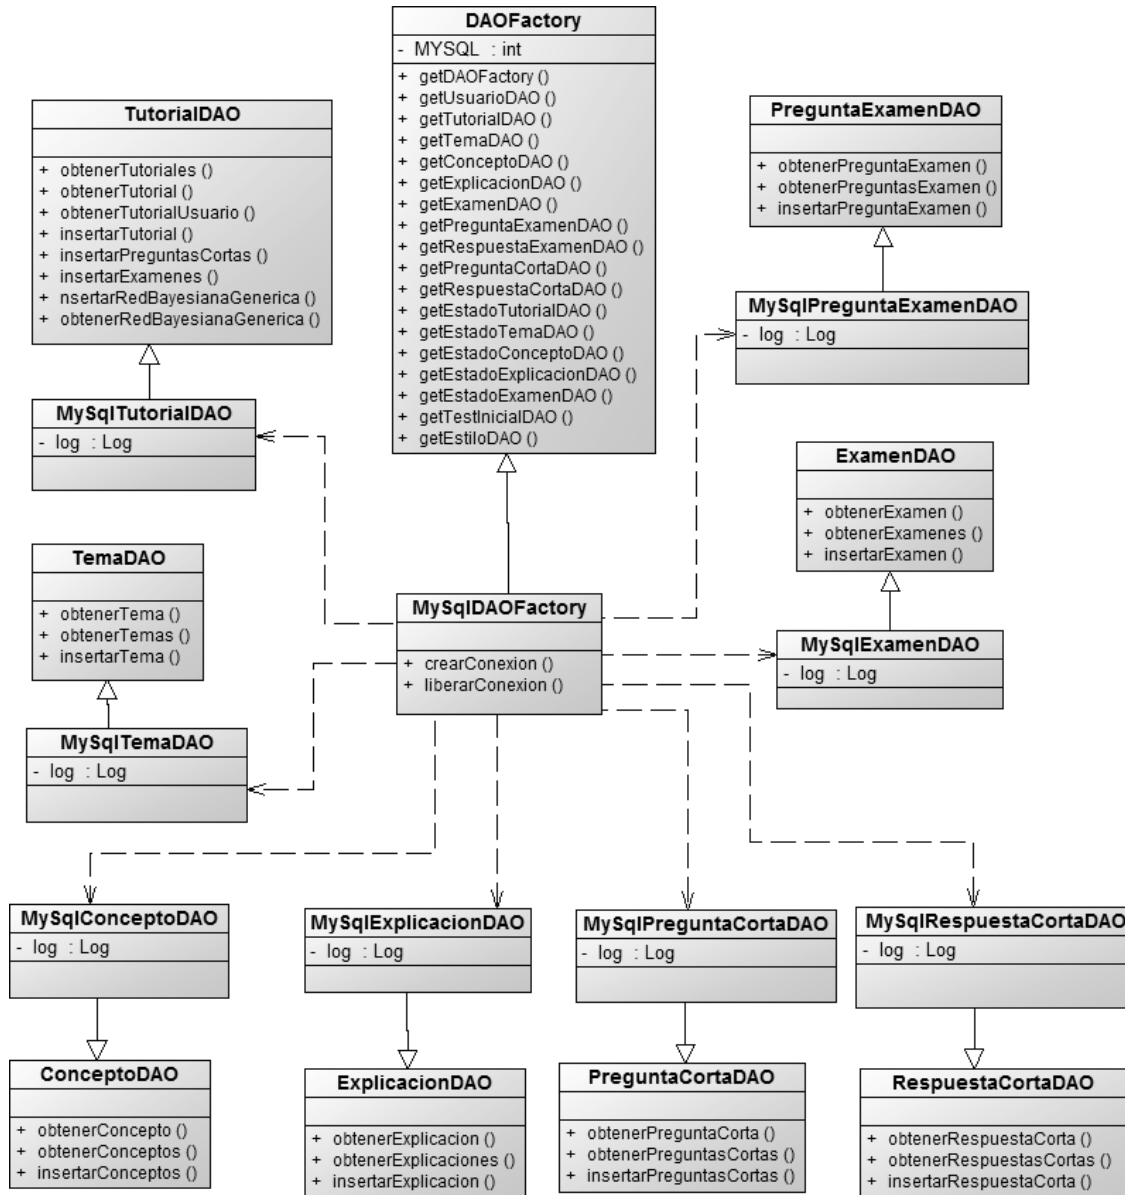 DAOFactory
- MYSQL : int
+ getDAOFactory ()
+ getUsuarioDAO ()
+ getTutorialDAO ()
+ getTemaDAO ()
+ getConceptoDAO ()
+ getExplicacionDAO ()
+ getExamenDAO ()
+ getPreguntaExamenDAO ()
+ getRespuestaExamenDAO ()
+ getPreguntaCortaDAO ()
+ getRespuestaCortaDAO ()
+ getEstadoTutorialDAO ()
+ getEstadoTemaDAO ()
+ getEstadoConceptoDAO ()
+ getEstadoExplicacionDAO ()
+ getEstadoExamenDAO ()
+ getTestInicialDAO ()
+ getEstiloDAO ()
TutorialDAO
+ obtenerTutoriales ()
+ obtenerTutorial ()
+ obtenerTutorialUsuario ()
+ insertarTutorial ()
+ insertarPreguntasCortas ()
+ insertarExamenes ()
+ nsertarRedBayesianaGenerica ()
+ obtenerRedBayesianaGenerica ()
PreguntaExamenDAO
+ obtenerPreguntaExamen ()
+ obtenerPreguntasExamen ()
+ insertarPreguntaExamen ()
MySqlPreguntaExamenDAO
- log : Log
MySqlTutorialDAO
- log : Log
ExamenDAO
+ obtenerExamen ()
+ obtenerExamenes ()
+ insertarExamen ()
TemaDAO
+ obtenerTema ()
+ obtenerTemas ()
+ insertarTema ()
MySqlDAOFactory
+ crearConexion ()
+ liberarConexion ()
MySqlExamenDAO
- log : Log
MySqlTemaDAO
- log : Log
MySqlConceptoDAO
- log : Log
MySqlExplicacionDAO
- log : Log
MySqlPreguntaCortaDAO
- log : Log
MySqlRespuestaCortaDAO
- log : Log
ConceptoDAO
+ obtenerConcepto ()
+ obtenerConceptos ()
+ insertarConceptos ()
ExplicacionDAO
+ obtenerExplicacion ()
+ obtenerExplicaciones ()
+ insertarExplicacion ()
PreguntaCortaDAO
+ obtenerPreguntaCorta ()
+ obtenerPreguntasCortas ()
+ insertarPreguntasCortas ()
RespuestaCortaDAO
+ obtenerRespuestaCorta ()
+ obtenerRespuestasCortas ()
+ insertarRespuestaCorta ()